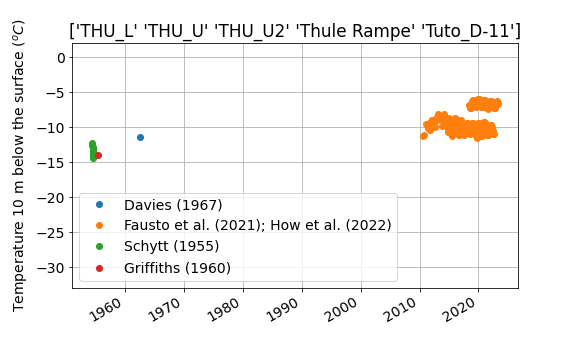 ['THU_L' 'THU_U' 'THU_U2' 'Thule Rampe' 'Tuto_D-11']
Temperature 10 m below the surface (°C)
0
−5
−10
−15
−20
−25
−30
Davies (1967)
Fausto et al. (2021); How et al. (2022)
Schytt (1955)
Griffiths (1960)
1960
1970
1980
1990
2000
2010
2020